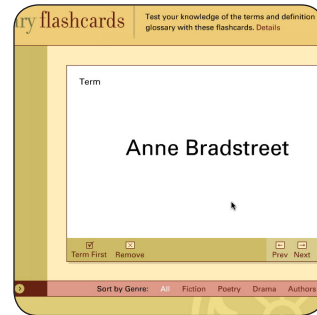 ry flashcards
Test your knowledge of the terms and definition
glossary with these flashcards. Details
Term
Anne Bradstreet
Term First Remove
Prev Next
Sort by Genre: All Fiction Poetry Drama Authors